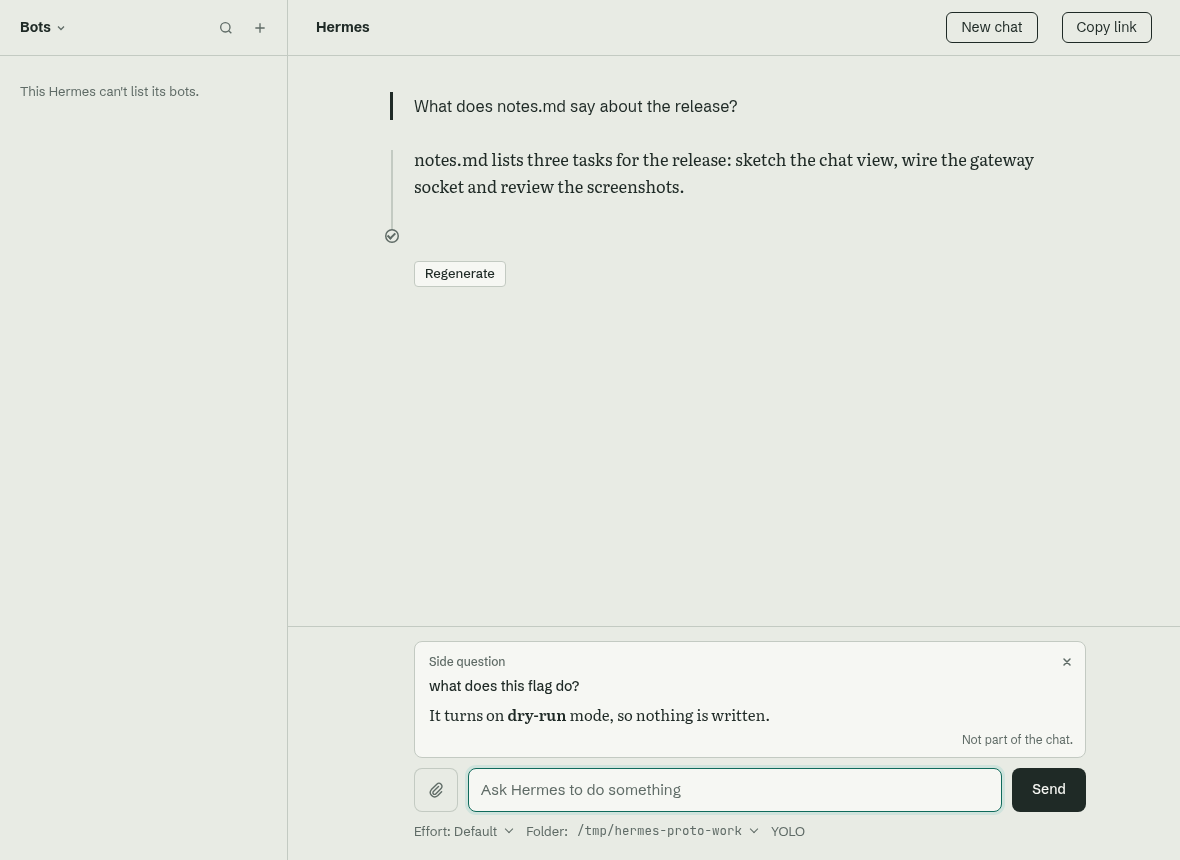 Bots
This Hermes can't list its bots.
Hermes
New chat
Copy link
What does notes.md say about the release?
notes.md lists three tasks for the release: sketch the chat view, wire the gateway
socket and review the screenshots.
Regenerate
Side question
what does this flag do?
It turns on dry-run mode, so nothing is written.
Not part of the chat.
Ask Hermes to do something
Send
Effort: Default
Folder: /tmp/hermes-proto-work
YOLO